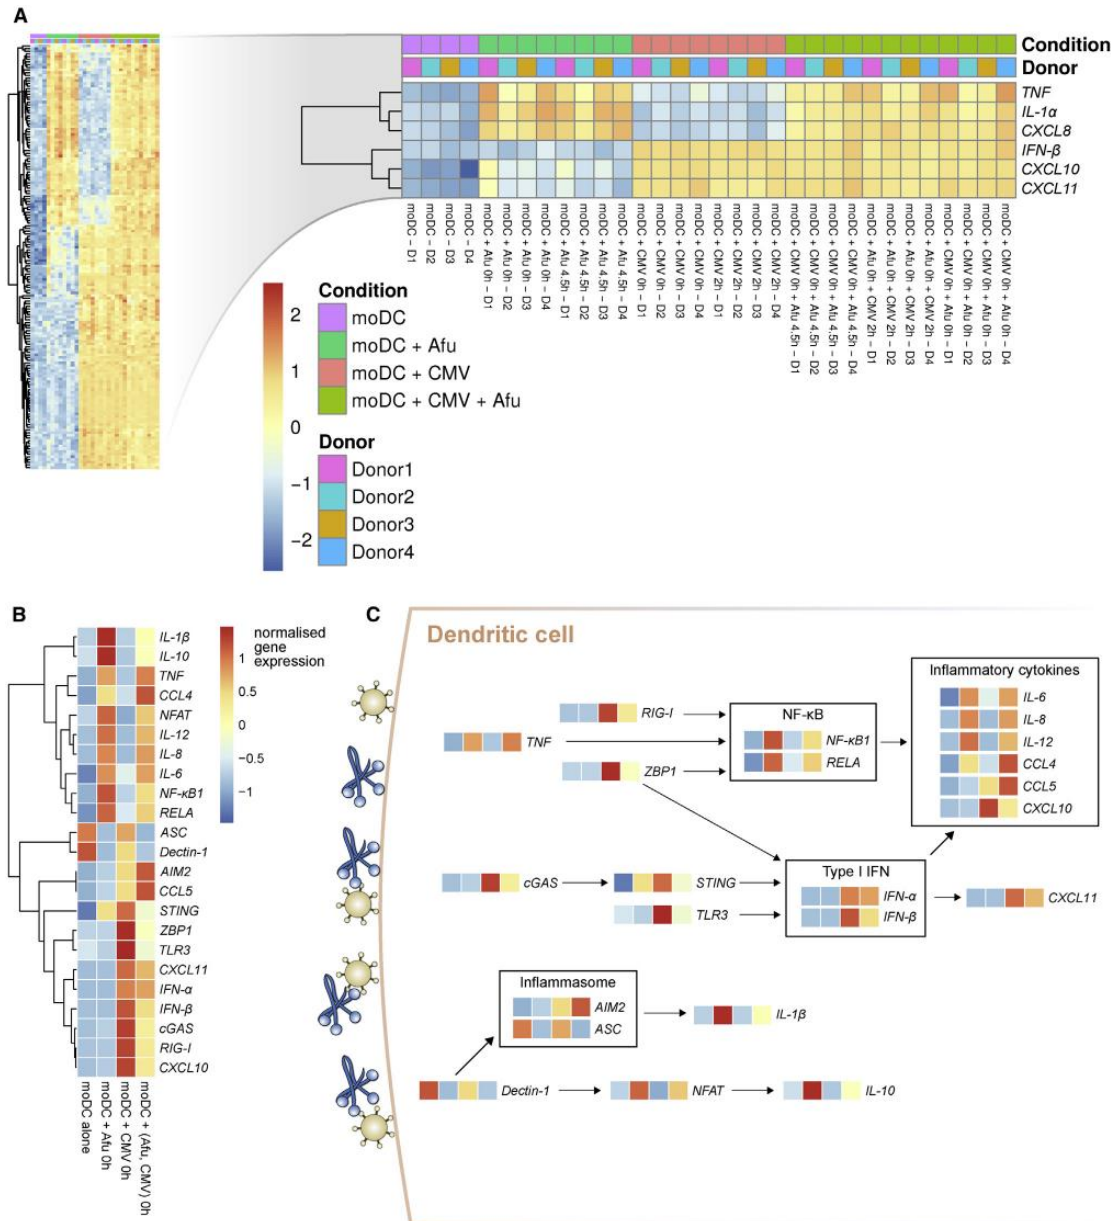 A
Condition
Donor
TNF
IL-1α
CXCL8
IFN-β
CXCL10
CXCL11
moDC – D1
moDC – D2
moDC – D3
moDC – D4
moDC + Afu 0h – D1
moDC + Afu 0h – D2
moDC + Afu 0h – D3
moDC + Afu 0h – D4
moDC + Afu 4.5h – D1
moDC + Afu 4.5h – D2
moDC + Afu 4.5h – D3
moDC + Afu 4.5h – D4
moDC + CMV 0h – D1
moDC + CMV 0h – D2
moDC + CMV 0h – D3
moDC + CMV 0h – D4
moDC + CMV 2h – D1
moDC + CMV 2h – D2
moDC + CMV 2h – D3
moDC + CMV 2h – D4
moDC + CMV 0h + Afu 4.5h – D1
moDC + CMV 0h + Afu 4.5h – D2
moDC + CMV 0h + Afu 4.5h – D3
moDC + CMV 0h + Afu 4.5h – D4
moDC + Afu 0h + CMV 2h – D1
moDC + Afu 0h + CMV 2h – D2
moDC + Afu 0h + CMV 2h – D3
moDC + Afu 0h + CMV 2h – D4
moDC + CMV 0h + Afu 0h – D1
moDC + CMV 0h + Afu 0h – D2
moDC + CMV 0h + Afu 0h – D3
moDC + CMV 0h + Afu 0h – D4
2
1
0
−1
−2
Condition
moDC
moDC + Afu
moDC + CMV
moDC + CMV + Afu
Donor
Donor1
Donor2
Donor3
Donor4
B
IL-1β
IL-10
TNF
CCL4
NFAT
IL-12
IL-8
IL-6
NF-κB1
RELA
ASC
Dectin-1
AIM2
CCL5
STING
ZBP1
TLR3
CXCL11
IFN-α
IFN-β
cGAS
RIG-I
CXCL10
moDC alone
moDC + Afu 0h
moDC + CMV 0h
moDC + (Afu, CMV) 0h
normalised
gene
expression
1
0.5
0
−0.5
−1
C
Dendritic cell
RIG-I
TNF
ZBP1
NF-κB
NF-κB1
RELA
Inflammatory cytokines
IL-6
IL-8
IL-12
CCL4
CCL5
CXCL10
cGAS
STING
TLR3
Type I IFN
IFN-α
IFN-β
CXCL11
Inflammasome
AIM2
ASC
IL-1β
Dectin-1
NFAT
IL-10